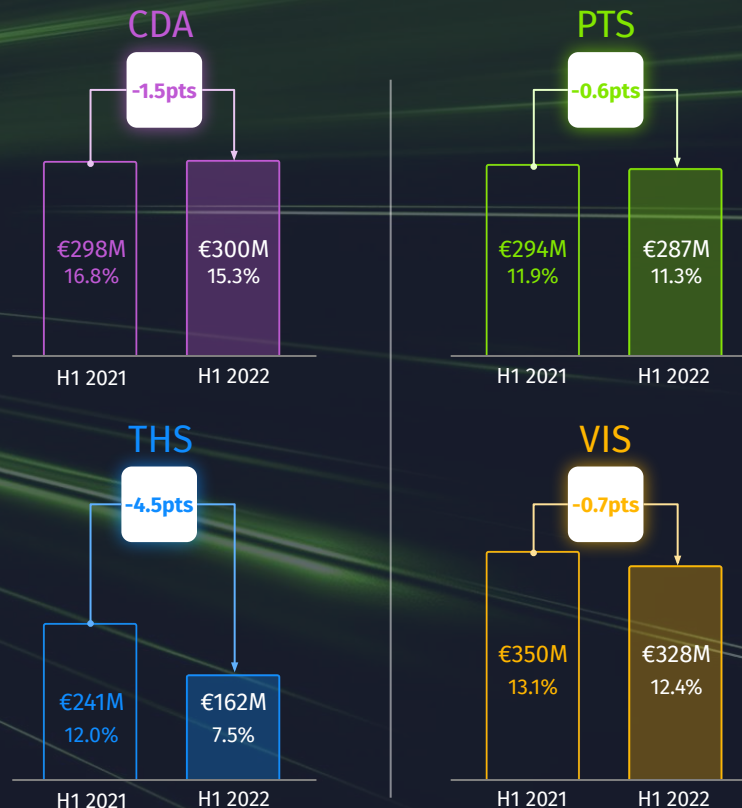 CDA
-1.5pts
€298M
16.8%
€300M
15.3%
H1 2021
H1 2022
PTS
-0.6pts
€294M
11.9%
€287M
11.3%
H1 2021
H1 2022
THS
-4.5pts
€241M
12.0%
€162M
7.5%
H1 2021
H1 2022
VIS
-0.7pts
€350M
13.1%
€328M
12.4%
H1 2021
H1 2022